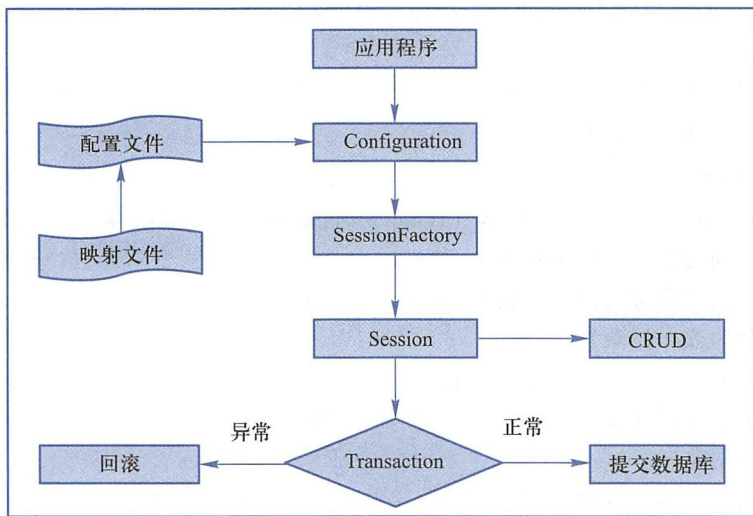 应用程序
配置文件
Configuration
映射文件
SessionFactory
Session
CRUD
异常
正常
回滚
Transaction
提交数据库